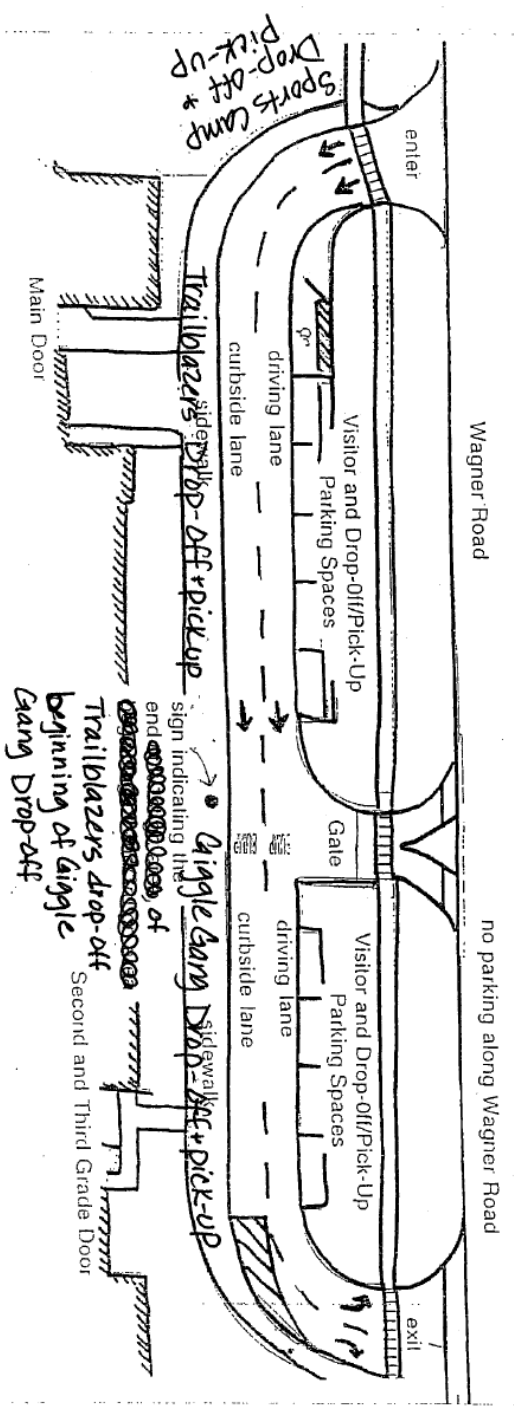 Wagner Road
no parking along Wagner Road
enter
exit
Gate
Visitor and Drop-Off/Pick-Up
Parking Spaces
Visitor and Drop-Off/Pick-Up
Parking Spaces
driving lane
driving lane
curbside lane
curbside lane
Sports Camp
Drop-off *
pick-up
Trailblazers Drop-off + pickup
sidewalk
Giggle Gang Drop-off + pick-up
sidewalk
sign indicating the
end of
Trailblazers drop-off
beginning of Giggle
Gang Drop-off
Main Door
Second and Third Grade Door